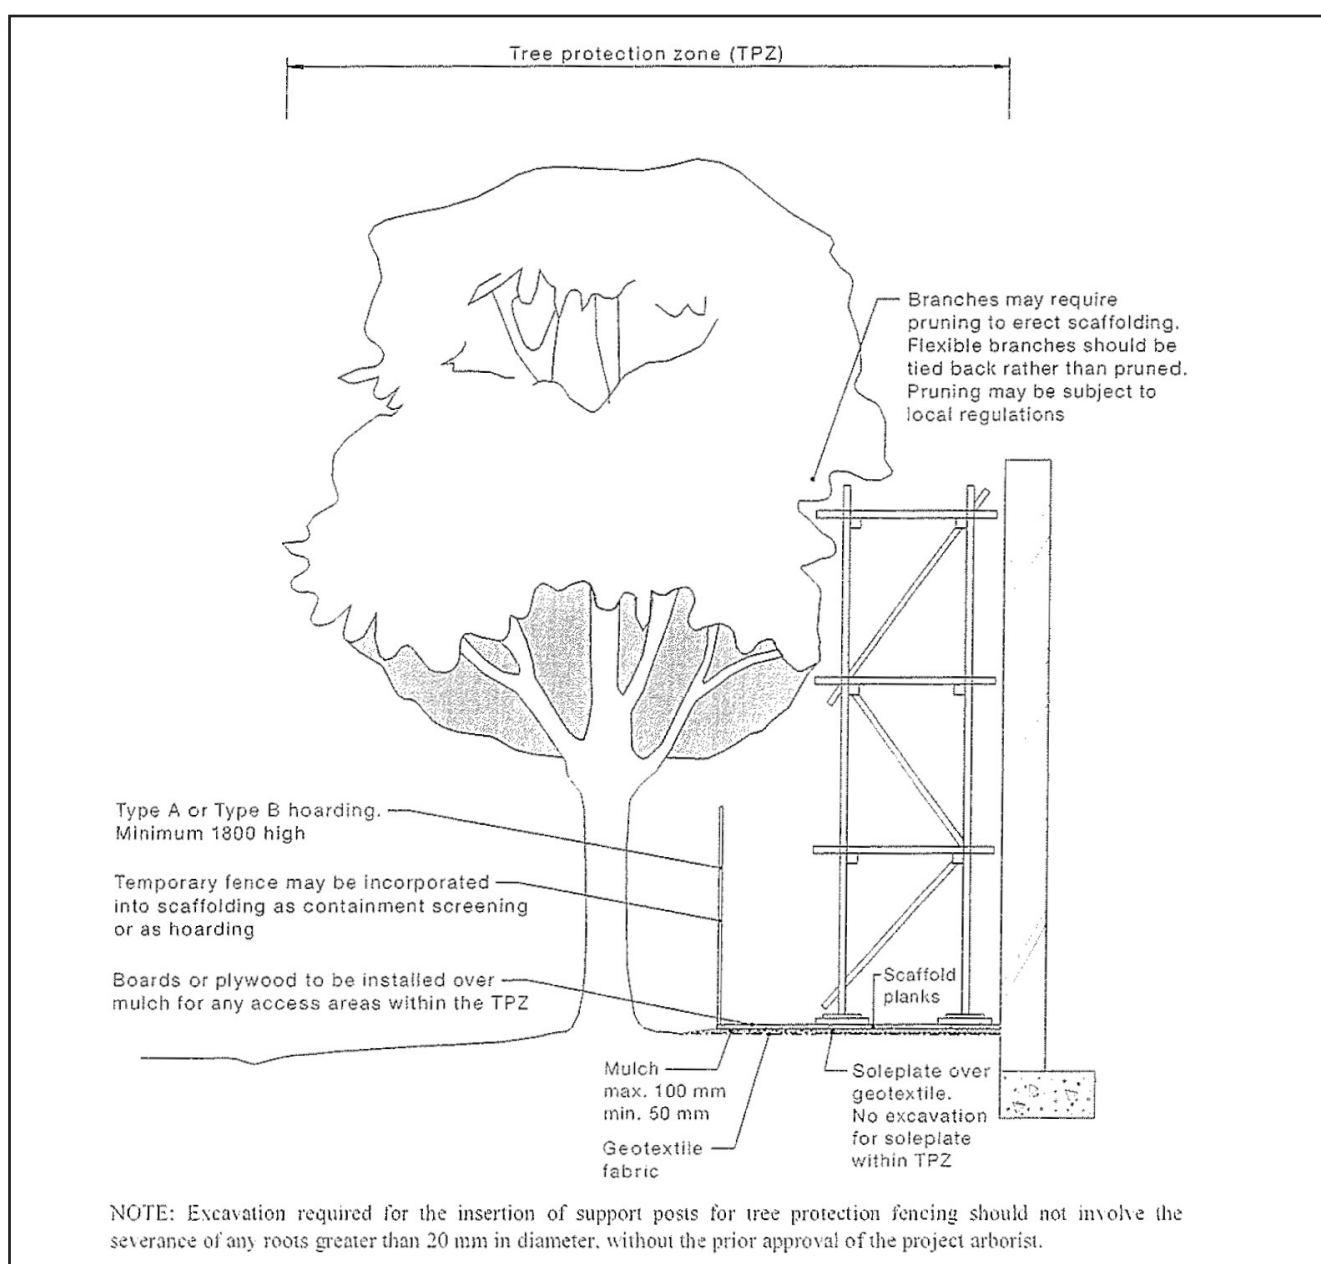 Tree protection zone (TPZ)
Branches may require
pruning to erect scaffolding.
Flexible branches should be
tied back rather than pruned.
Pruning may be subject to
local regulations
Type A or Type B hoarding.
Minimum 1800 high
Temporary fence may be incorporated
into scaffolding as containment screening
or as hoarding
Boards or plywood to be installed over
mulch for any access areas within the TPZ
Scaffold
planks
Mulch
max. 100 mm
min. 50 mm
Geotextile
fabric
Soleplate over
geotextile.
No excavation
for soleplate
within TPZ
NOTE: Excavation required for the insertion of support posts for tree protection fencing should not involve the
severance of any roots greater than 20 mm in diameter, without the prior approval of the project arborist.